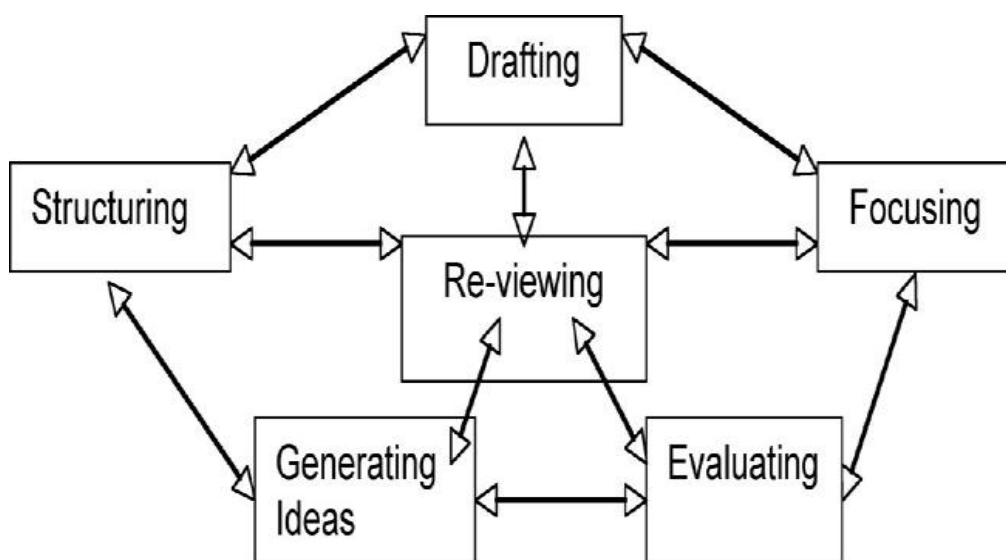 Drafting
Structuring
Focusing
Re-viewing
Generating
Ideas
Evaluating